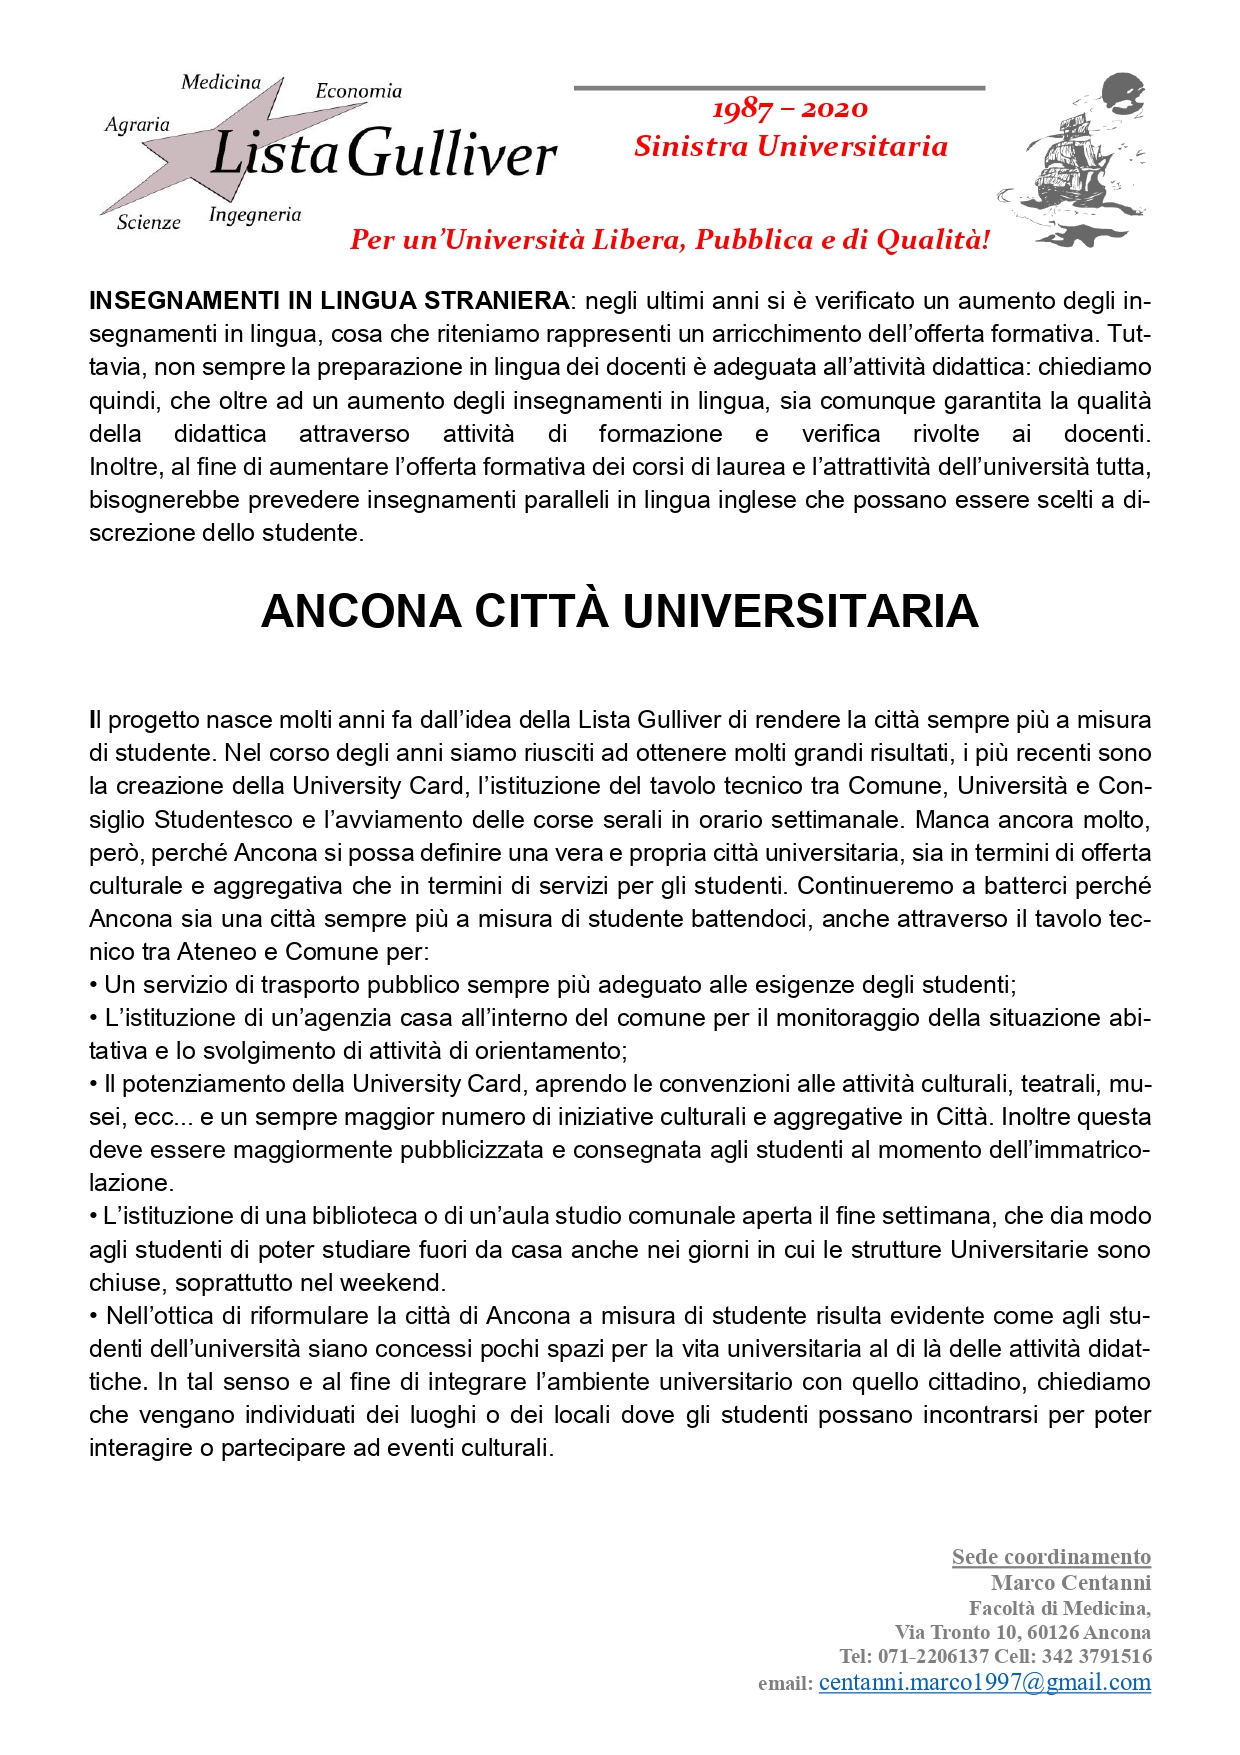 Medicina
Economia
Agraria
Lista Gulliver
Scienze
Ingegneria
1987 – 2020
Sinistra Universitaria
Per un’Università Libera, Pubblica e di Qualità!
INSEGNAMENTI IN LINGUA STRANIERA: negli ultimi anni si è verificato un aumento degli in-
segnamenti in lingua, cosa che riteniamo rappresenti un arricchimento dell’offerta formativa. Tut-
tavia, non sempre la preparazione in lingua dei docenti è adeguata all’attività didattica: chiediamo
quindi, che oltre ad un aumento degli insegnamenti in lingua, sia comunque garantita la qualità
della didattica attraverso attività di formazione e verifica rivolte ai docenti.
Inoltre, al fine di aumentare l’offerta formativa dei corsi di laurea e l’attrattività dell’università tutta,
bisognerebbe prevedere insegnamenti paralleli in lingua inglese che possano essere scelti a di-
screzione dello studente.
ANCONA CITTÀ UNIVERSITARIA
Il progetto nasce molti anni fa dall’idea della Lista Gulliver di rendere la città sempre più a misura
di studente. Nel corso degli anni siamo riusciti ad ottenere molti grandi risultati, i più recenti sono
la creazione della University Card, l’istituzione del tavolo tecnico tra Comune, Università e Con-
siglio Studentesco e l’avviamento delle corse serali in orario settimanale. Manca ancora molto,
però, perché Ancona si possa definire una vera e propria città universitaria, sia in termini di offerta
culturale e aggregativa che in termini di servizi per gli studenti. Continueremo a batterci perché
Ancona sia una città sempre più a misura di studente battendoci, anche attraverso il tavolo tec-
nico tra Ateneo e Comune per:
• Un servizio di trasporto pubblico sempre più adeguato alle esigenze degli studenti;
• L’istituzione di un’agenzia casa all’interno del comune per il monitoraggio della situazione abi-
tativa e lo svolgimento di attività di orientamento;
• Il potenziamento della University Card, aprendo le convenzioni alle attività culturali, teatrali, mu-
sei, ecc... e un sempre maggior numero di iniziative culturali e aggregative in Città. Inoltre questa
deve essere maggiormente pubblicizzata e consegnata agli studenti al momento dell’immatrico-
lazione.
• L’istituzione di una biblioteca o di un’aula studio comunale aperta il fine settimana, che dia modo
agli studenti di poter studiare fuori da casa anche nei giorni in cui le strutture Universitarie sono
chiuse, soprattutto nel weekend.
• Nell’ottica di riformulare la città di Ancona a misura di studente risulta evidente come agli stu-
denti dell’università siano concessi pochi spazi per la vita universitaria al di là delle attività didat-
tiche. In tal senso e al fine di integrare l’ambiente universitario con quello cittadino, chiediamo
che vengano individuati dei luoghi o dei locali dove gli studenti possano incontrarsi per poter
interagire o partecipare ad eventi culturali.
Sede coordinamento
Marco Centanni
Facoltà di Medicina,
Via Tronto 10, 60126 Ancona
Tel: 071-2206137 Cell: 342 3791516
email: centanni.marco1997@gmail.com